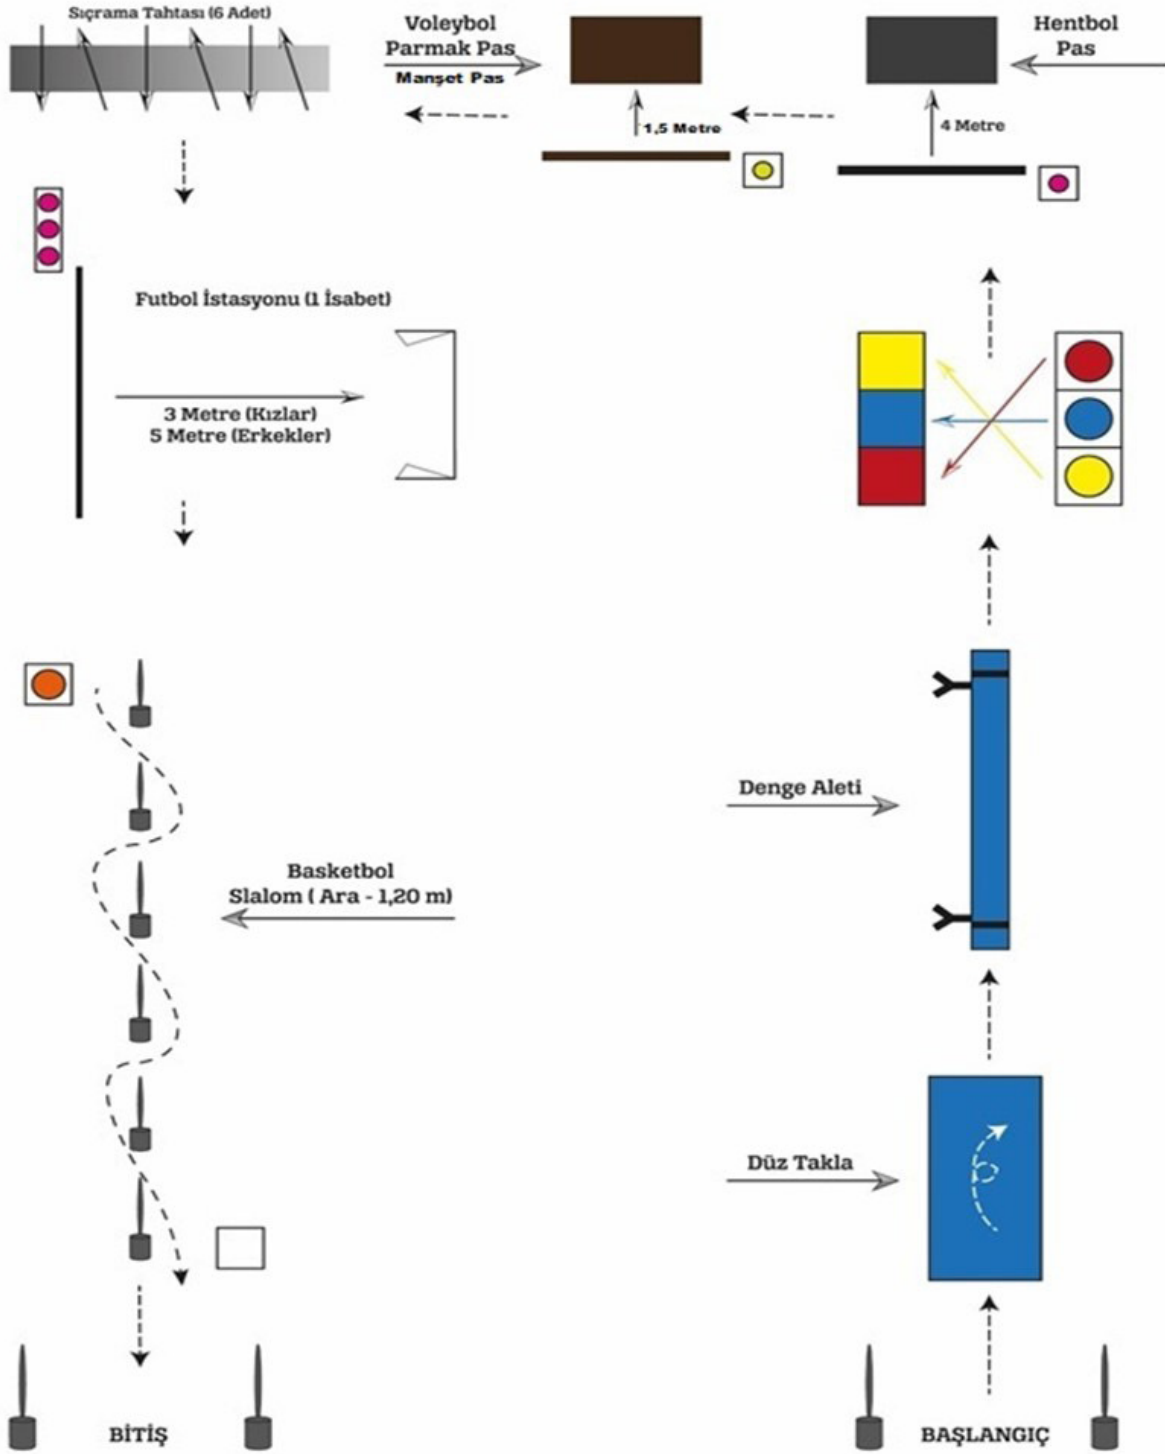 Sıçrama Tahtası (6 Adet)
Voleybol
Parmak Pas
Manşet Pas
Hentbol
Pas
1,5 Metre
4 Metre
Futbol İstasyonu (1 İsabet)
3 Metre (Kızlar)
5 Metre (Erkekler)
Denge Aleti
Basketbol
Slalom ( Ara - 1,20 m)
Düz Takla
BİTİŞ
BAŞLANGIÇ